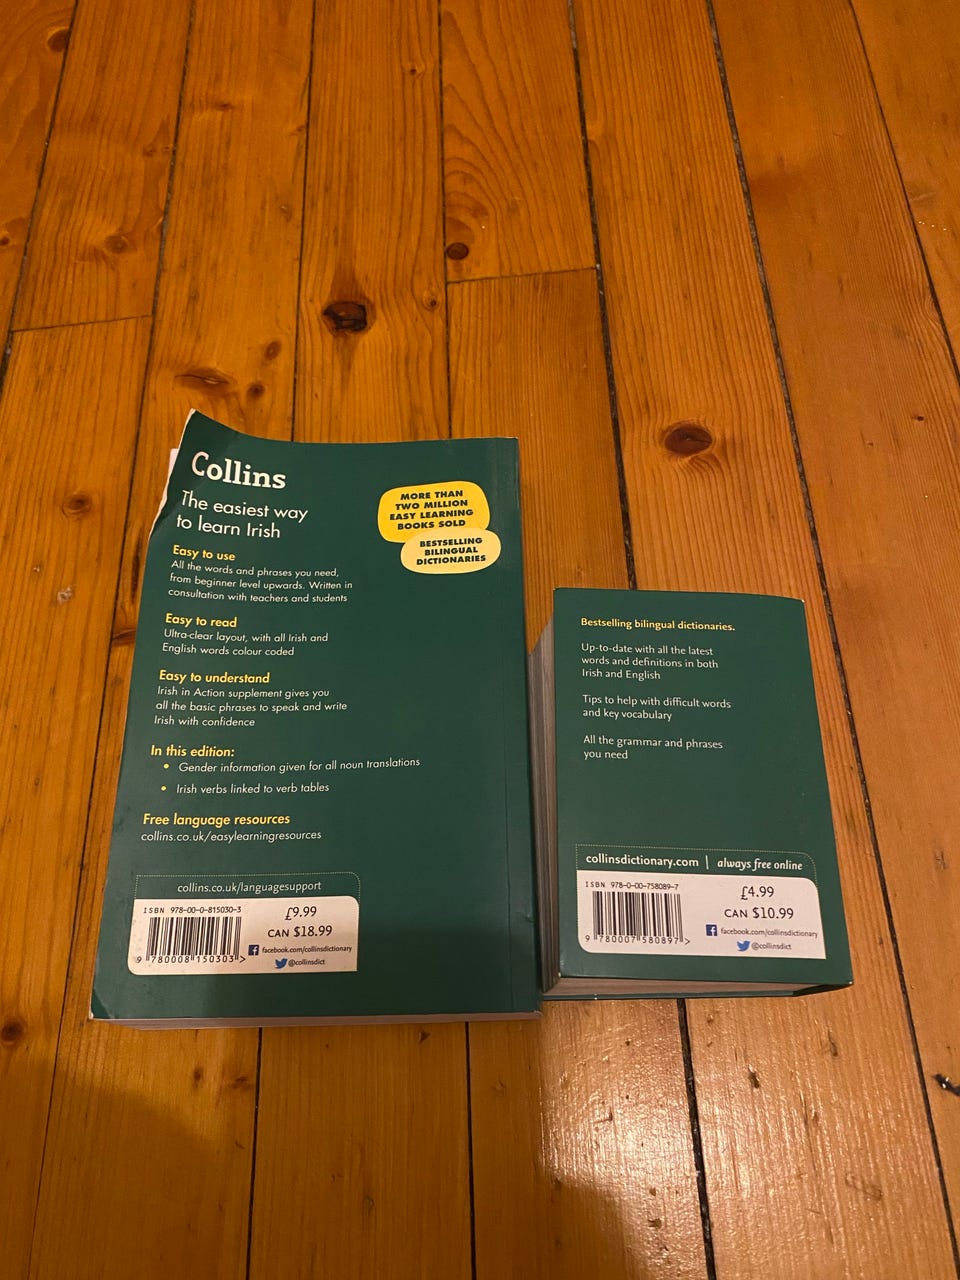 Collins
The easiest way
to learn Irish
MORE THAN
TWO MILLION
EASY LEARNING
BOOKS SOLD
BESTSELLING
BILINGUAL
DICTIONARIES
Easy to use
All the words and phrases you need,
from beginner level upwards. Written in
consultation with teachers and students
Easy to read
Ultra-clear layout, with all Irish and
English words colour coded
Easy to understand
Irish in Action supplement gives you
all the basic phrases to speak and write
Irish with confidence
In this edition:
• Gender information given for all noun translations
• Irish verbs linked to verb tables
Free language resources
collins.co.uk/easylearningresources
collins.co.uk/languagesupport
ISBN 978-00-0-815030-3
£9.99
CAN $18.99
facebook.com/collinsdictionary
@collinsdict
9 780008 150303 >
Bestselling bilingual dictionaries.
Up-to-date with all the latest
words and definitions in both
Irish and English
Tips to help with difficult words
and key vocabulary
All the grammar and phrases
you need
collinsdictionary.com | always free online
ISBN 978-0-00-758089-7
£4.99
CAN $10.99
facebook.com/collinsdictionary
@collinsdict
9 780007 580897 >